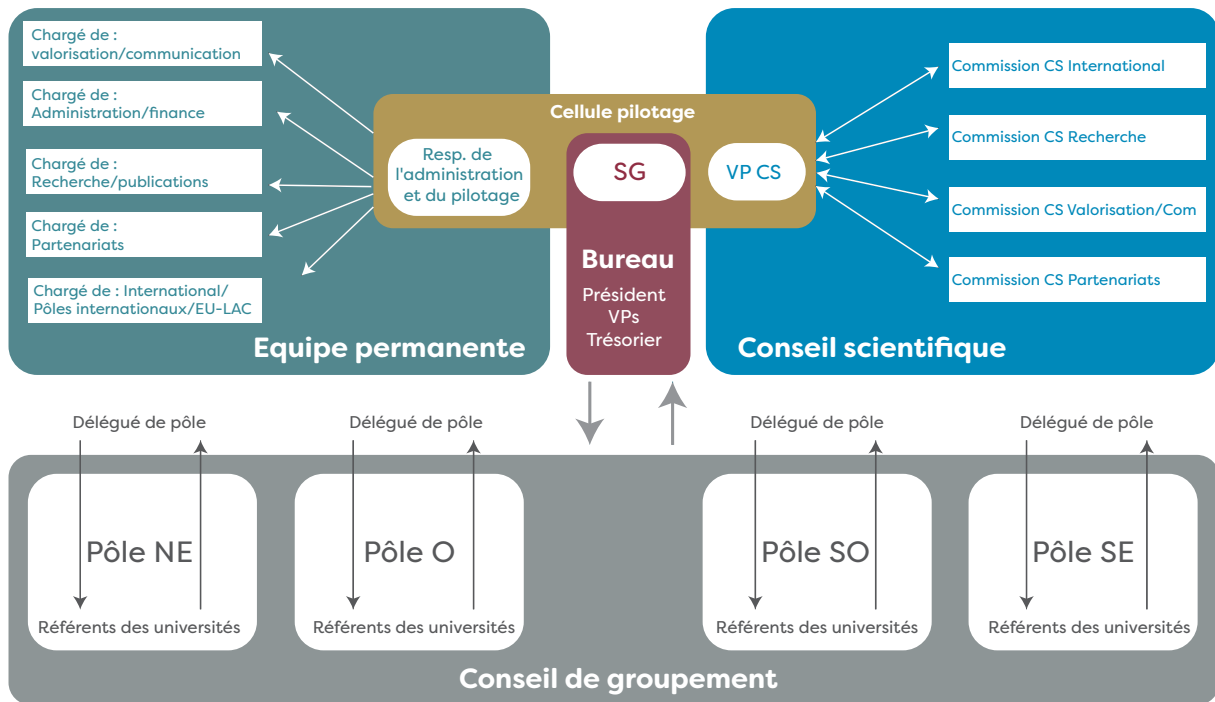 Chargé de :
valorisation/communication
Chargé de :
Administration/finance
Chargé de :
Recherche/publications
Chargé de :
Partenariats
Chargé de : International/
Pôles internationaux/EU-LAC
Equipe permanente
Cellule pilotage
Resp. de
l'administration
et du pilotage
SG
VP CS
Bureau
Président
VPs
Trésorier
Commission CS International
Commission CS Recherche
Commission CS Valorisation/Com
Commission CS Partenariats
Conseil scientifique
Délégué de pôle
Délégué de pôle
Délégué de pôle
Délégué de pôle
Pôle NE
Pôle O
Pôle SO
Pôle SE
Référents des universités
Référents des universités
Référents des universités
Référents des universités
Conseil de groupement